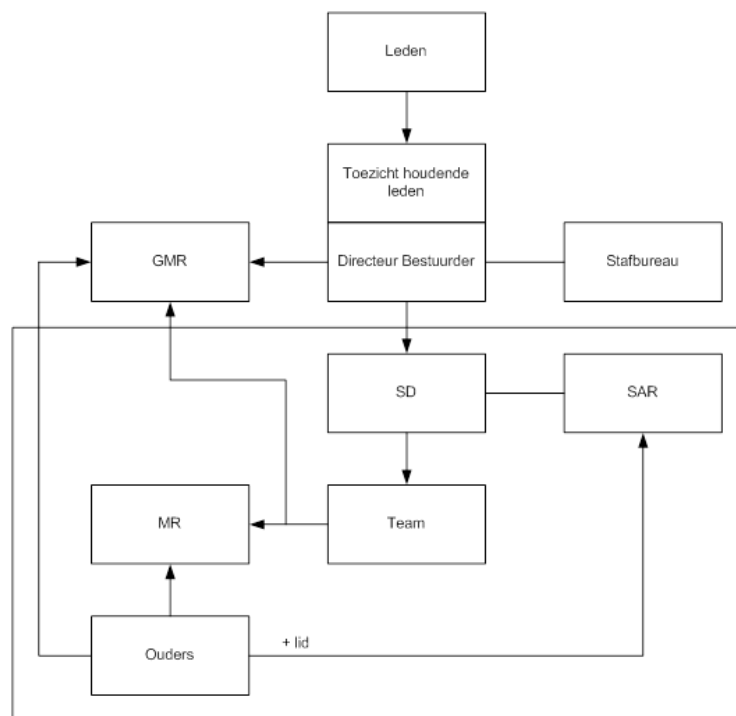 Leden
Toezicht houdende
leden
GMR
Directeur Bestuurder
Stafbureau
SD
SAR
MR
Team
Ouders
+ lid